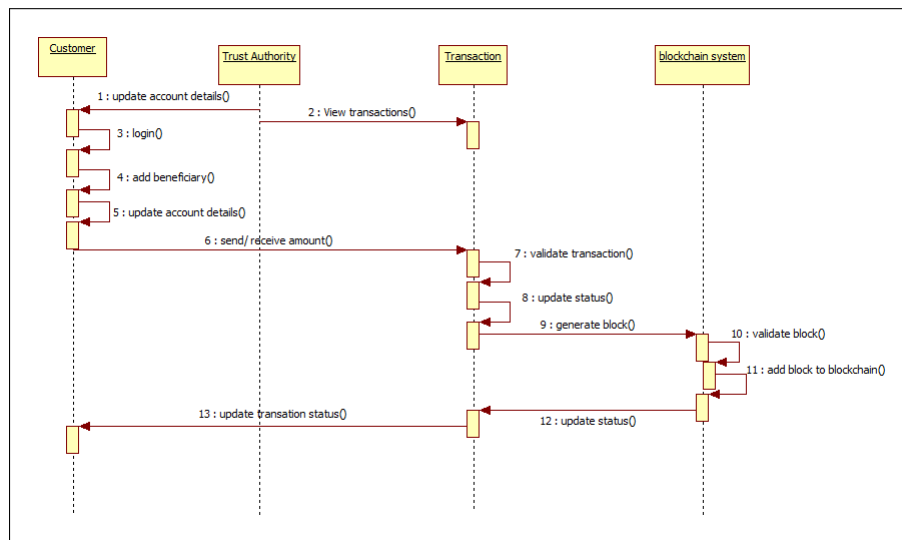 Customer
Trust Authority
Transaction
blockchain system
1 : update account details()
2 : View transactions()
3 : login()
4 : add beneficiary()
5 : update account details()
6 : send/ receive amount()
7 : validate transaction()
8 : update status()
9 : generate block()
10 : validate block()
11 : add block to blockchain()
12 : update status()
13 : update transation status()